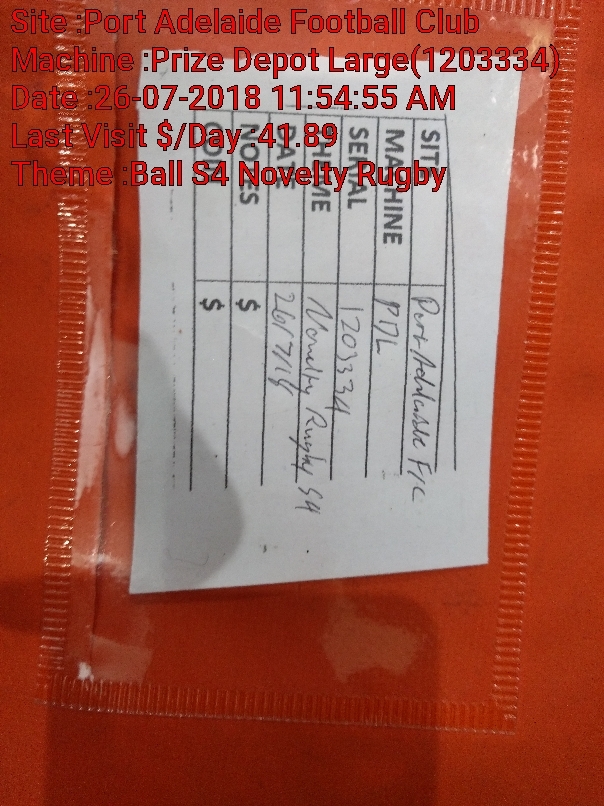 Site :Port Adelaide Football Club
Machine :Prize Depot Large(1203334)
Date :26-07-2018 11:54:55 AM
Last Visit $/Day :41.89
Theme :Ball S4 Novelty Rugby
SITE Port Adelaide F/C
MACHINE PDL
SERIAL 1203334
THEME Novelty Rugby S4
DATE 26/7/18
NOTES $
COIN $